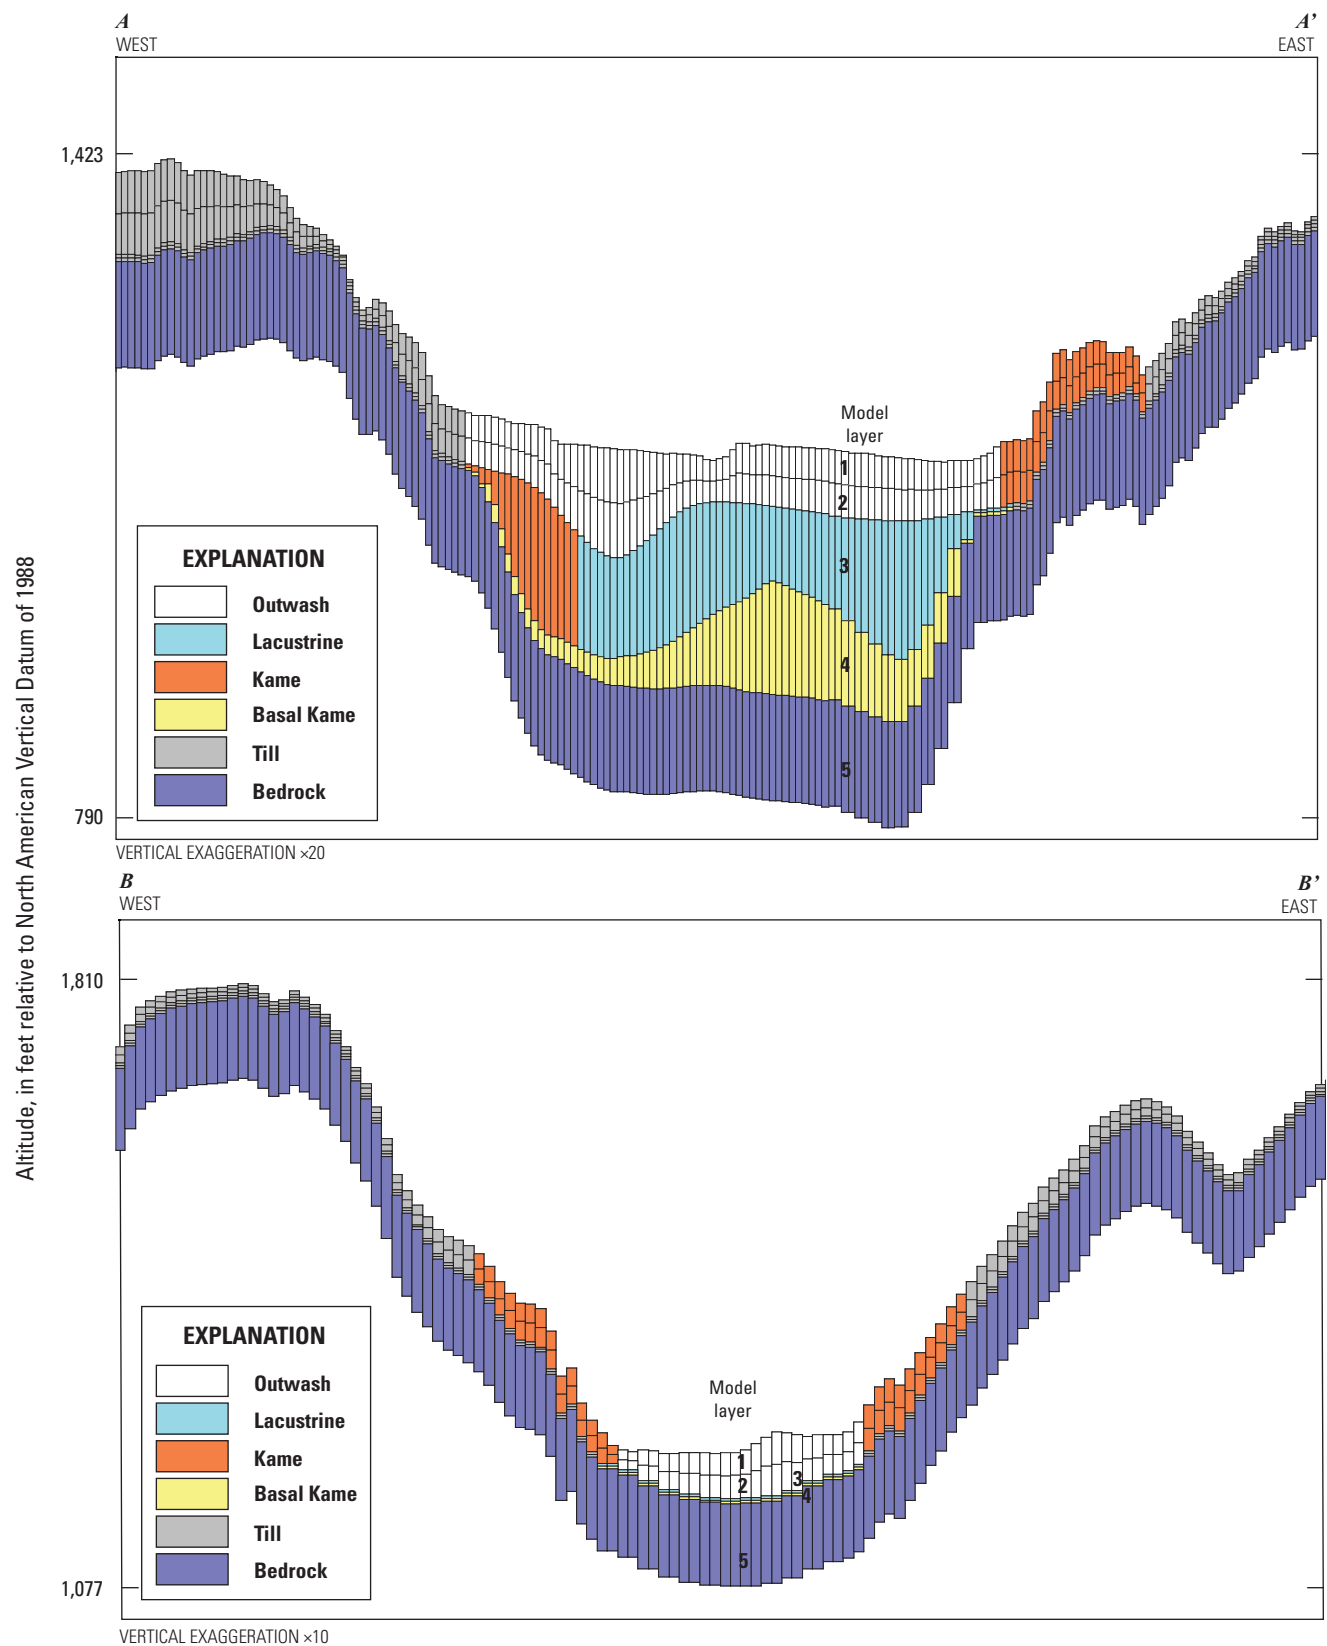 A
WEST
A'
EAST
1,423
Model
layer
1
2
3
4
5
EXPLANATION
Outwash
Lacustrine
Kame
Basal Kame
Till
Bedrock
790
VERTICAL EXAGGERATION ×20
Altitude, in feet relative to North American Vertical Datum of 1988
B
WEST
B'
EAST
1,810
Model
layer
1
2
3
4
5
EXPLANATION
Outwash
Lacustrine
Kame
Basal Kame
Till
Bedrock
1,077
VERTICAL EXAGGERATION ×10